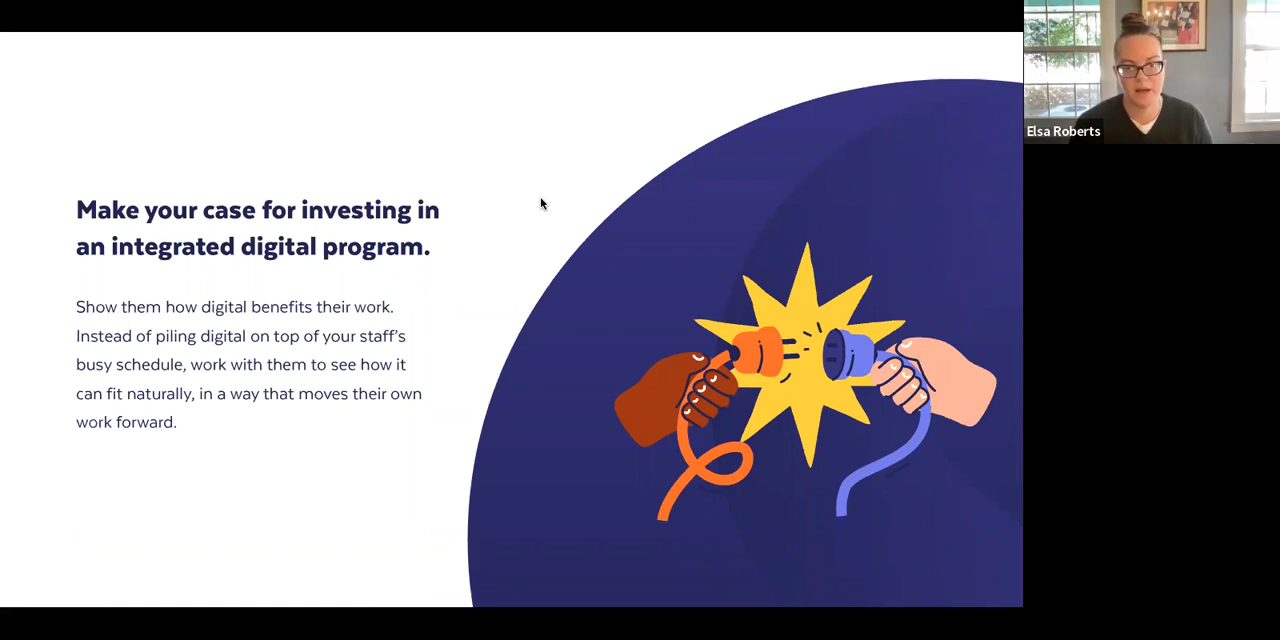 Make your case for investing in
an integrated digital program.
Show them how digital benefits their work.
Instead of piling digital on top of your staff's
busy schedule, work with them to see how it
can fit naturally, in a way that moves their own
work forward.
Elsa Roberts